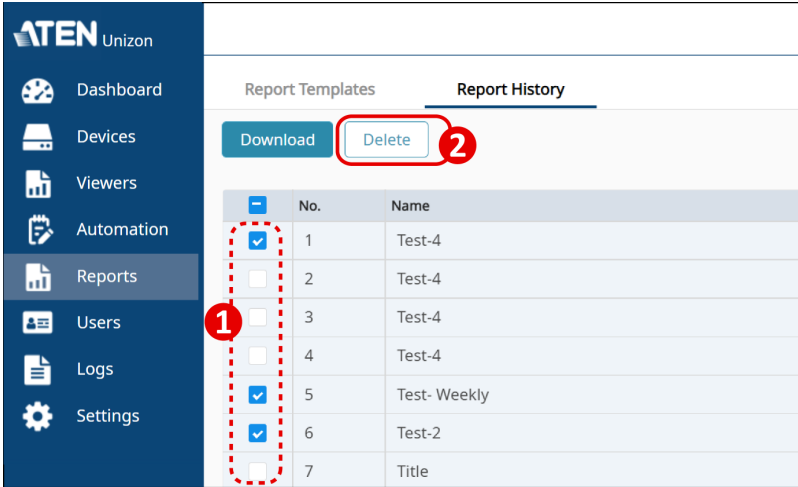 ATEN Unizon
Dashboard
Devices
Viewers
Automation
Reports
Users
Logs
Settings
Report Templates Report History
Download Delete 2
No. Name
1 Test-4
2 Test-4
1
3 Test-4
4 Test-4
5 Test- Weekly
6 Test-2
7 Title